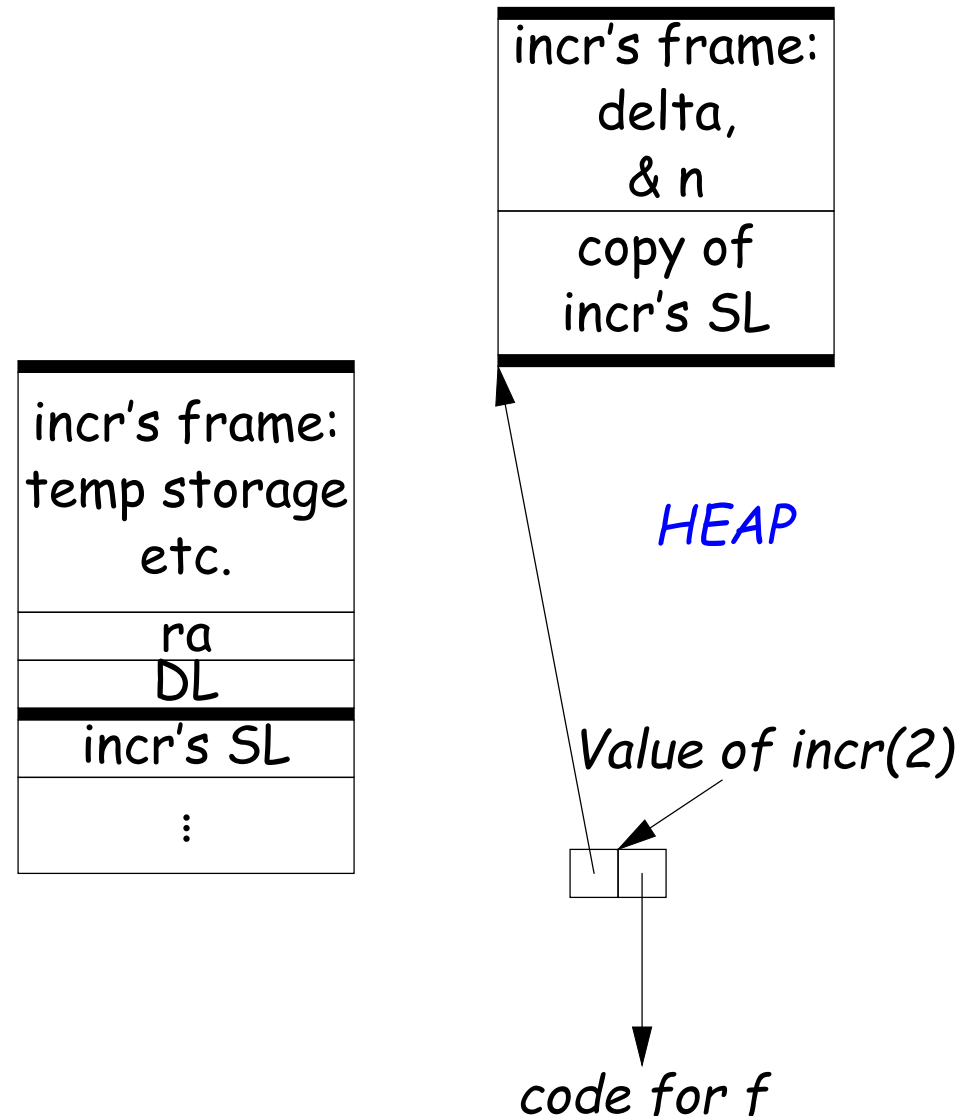 incr's frame:
delta,
& n
copy of
incr's SL
incr's frame:
temp storage
etc.
ra
DL
incr's SL
⋮
HEAP
Value of incr(2)
code for f